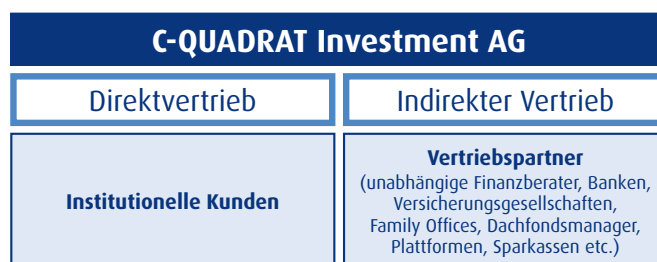 C-QUADRAT Investment AG
Direktvertrieb
Indirekter Vertrieb
Institutionelle Kunden
Vertriebspartner
(unabhängige Finanzberater, Banken,
Versicherungsgesellschaften,
Family Offices, Dachfondsmanager,
Plattformen, Sparkassen etc.)